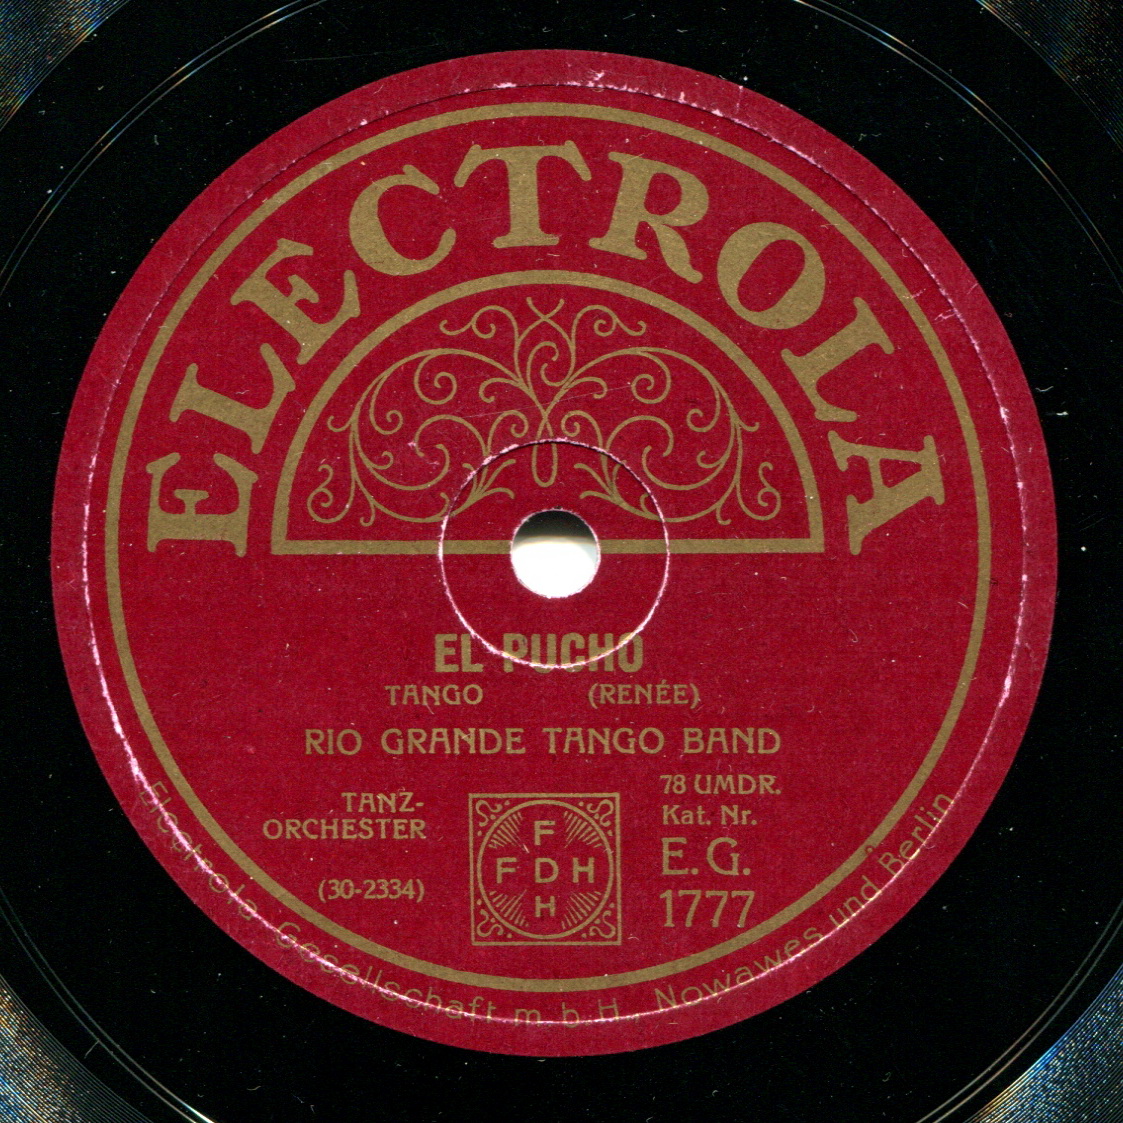 ELECTROLA
EL PUCHO
TANGO (RENÉE)
RIO GRANDE TANGO BAND
TANZ-
ORCHESTER
(30-2334)
F
F D H
H
78 UMDR.
Kat. Nr.
E.G.
1777
Electrola Gesellschaft m. b. H. Nowawes und Berlin